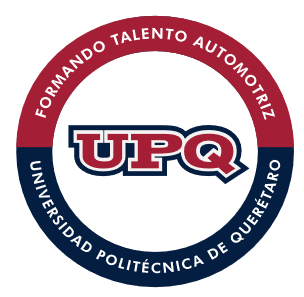 FORMANDO TALENTO AUTOMOTRIZ
UPQ
UNIVERSIDAD POLITÉCNICA DE QUERÉTARO